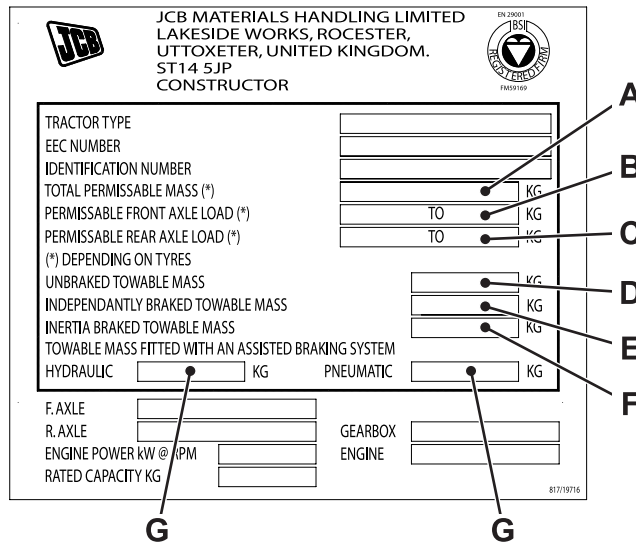 JCB
JCB MATERIALS HANDLING LIMITED
LAKESIDE WORKS, ROCESTER,
UTTOXETER, UNITED KINGDOM.
ST14 5JP
CONSTRUCTOR
EN 29001
BSI
REGISTERED FIRM
FM59169
TRACTOR TYPE
EEC NUMBER
IDENTIFICATION NUMBER
TOTAL PERMISSABLE MASS (*) KG A
PERMISSABLE FRONT AXLE LOAD (*) TO KG B
PERMISSABLE REAR AXLE LOAD (*) TO KG C
(*) DEPENDING ON TYRES
UNBRAKED TOWABLE MASS KG D
INDEPENDANTLY BRAKED TOWABLE MASS KG E
INERTIA BRAKED TOWABLE MASS KG F
TOWABLE MASS FITTED WITH AN ASSISTED BRAKING SYSTEM
HYDRAULIC KG PNEUMATIC KG
F. AXLE
R. AXLE GEARBOX
ENGINE POWER kW @ RPM ENGINE
RATED CAPACITY KG
817/19716
G G